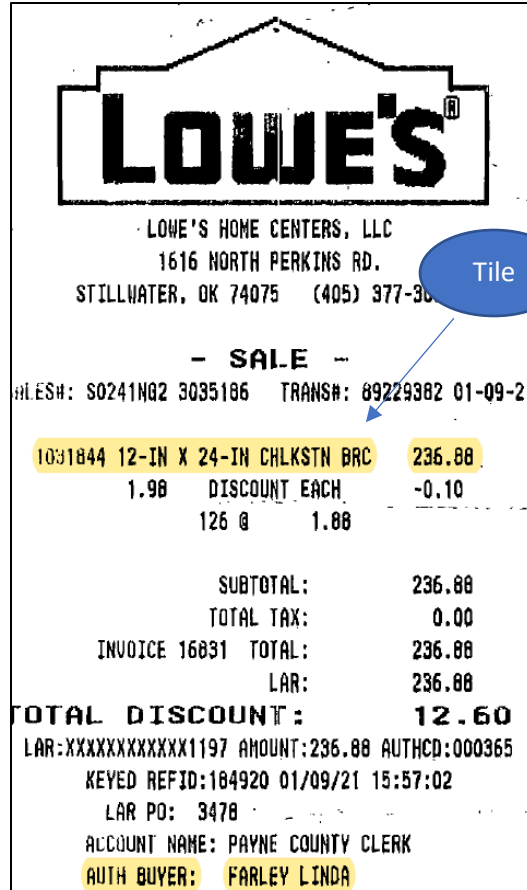 LOWE'S
LOWE'S HOME CENTERS, LLC
1616 NORTH PERKINS RD.
Tile
STILLWATER, OK 74075 (405)
- SALE -
S0241NG2 3035186 TRANS#: 89229382 01-09-2
1031844 12-IN X 24-IN CHLKSTN BRC 236.88
1.98 DISCOUNT EACH -0.10
126 @ 1.88
SUBTOTAL: 236.88
TOTAL TAX: 0.00
INVOICE 16831 TOTAL: 236.88
LAR: 236.88
TOTAL DISCOUNT: 12.60
LAR:XXXXXXXXXXXX1197 AMOUNT:236.88 AUTHCD:000365
KEYED REFID:184920 01/09/21 15:57:02
LAR PO: 3478
ACCOUNT NAME: PAYNE COUNTY CLERK
AUTH BUYER: FARLEY LINDA